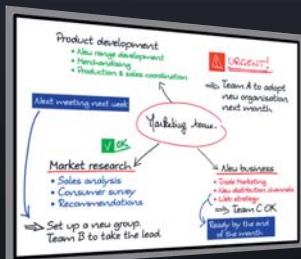 Product development
• New range development
• Merchandising
• Production & sales coordination
URGENT!
⇨ Team A to adopt
new organisation
next month.
Next meeting next week
Marketing team
OK
Market research
• Sales analysis
• Consumer survey
• Recommendations
New business
• Trade Marketing
• New distribution channels
• Web strategy
⇨ Team C OK
Ready by the end
of the month.
⇨ Set up a new group.
Team B to take the lead.